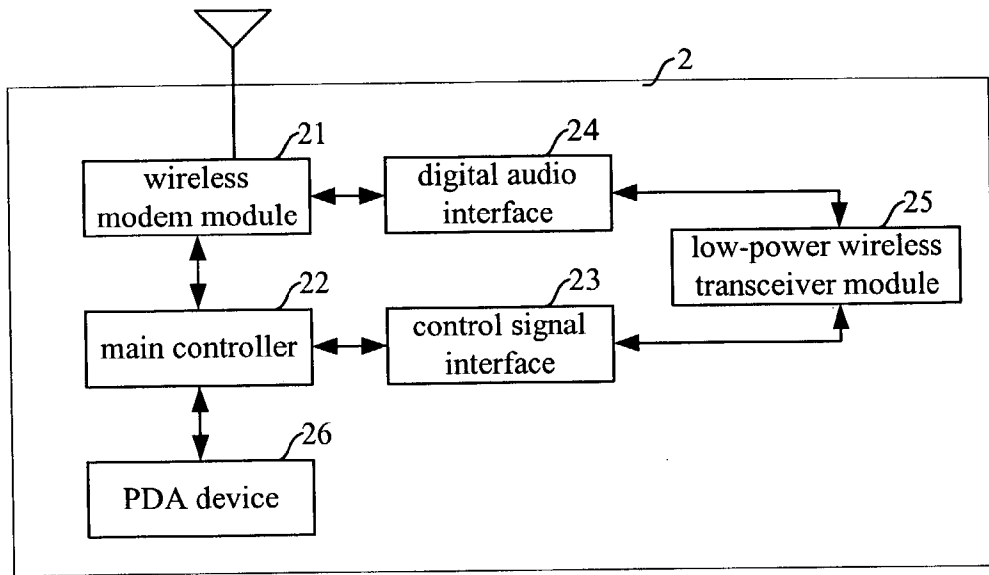 2
21
wireless
modem module
24
digital audio
interface
25
low-power wireless
transceiver module
22
main controller
23
control signal
interface
26
PDA device